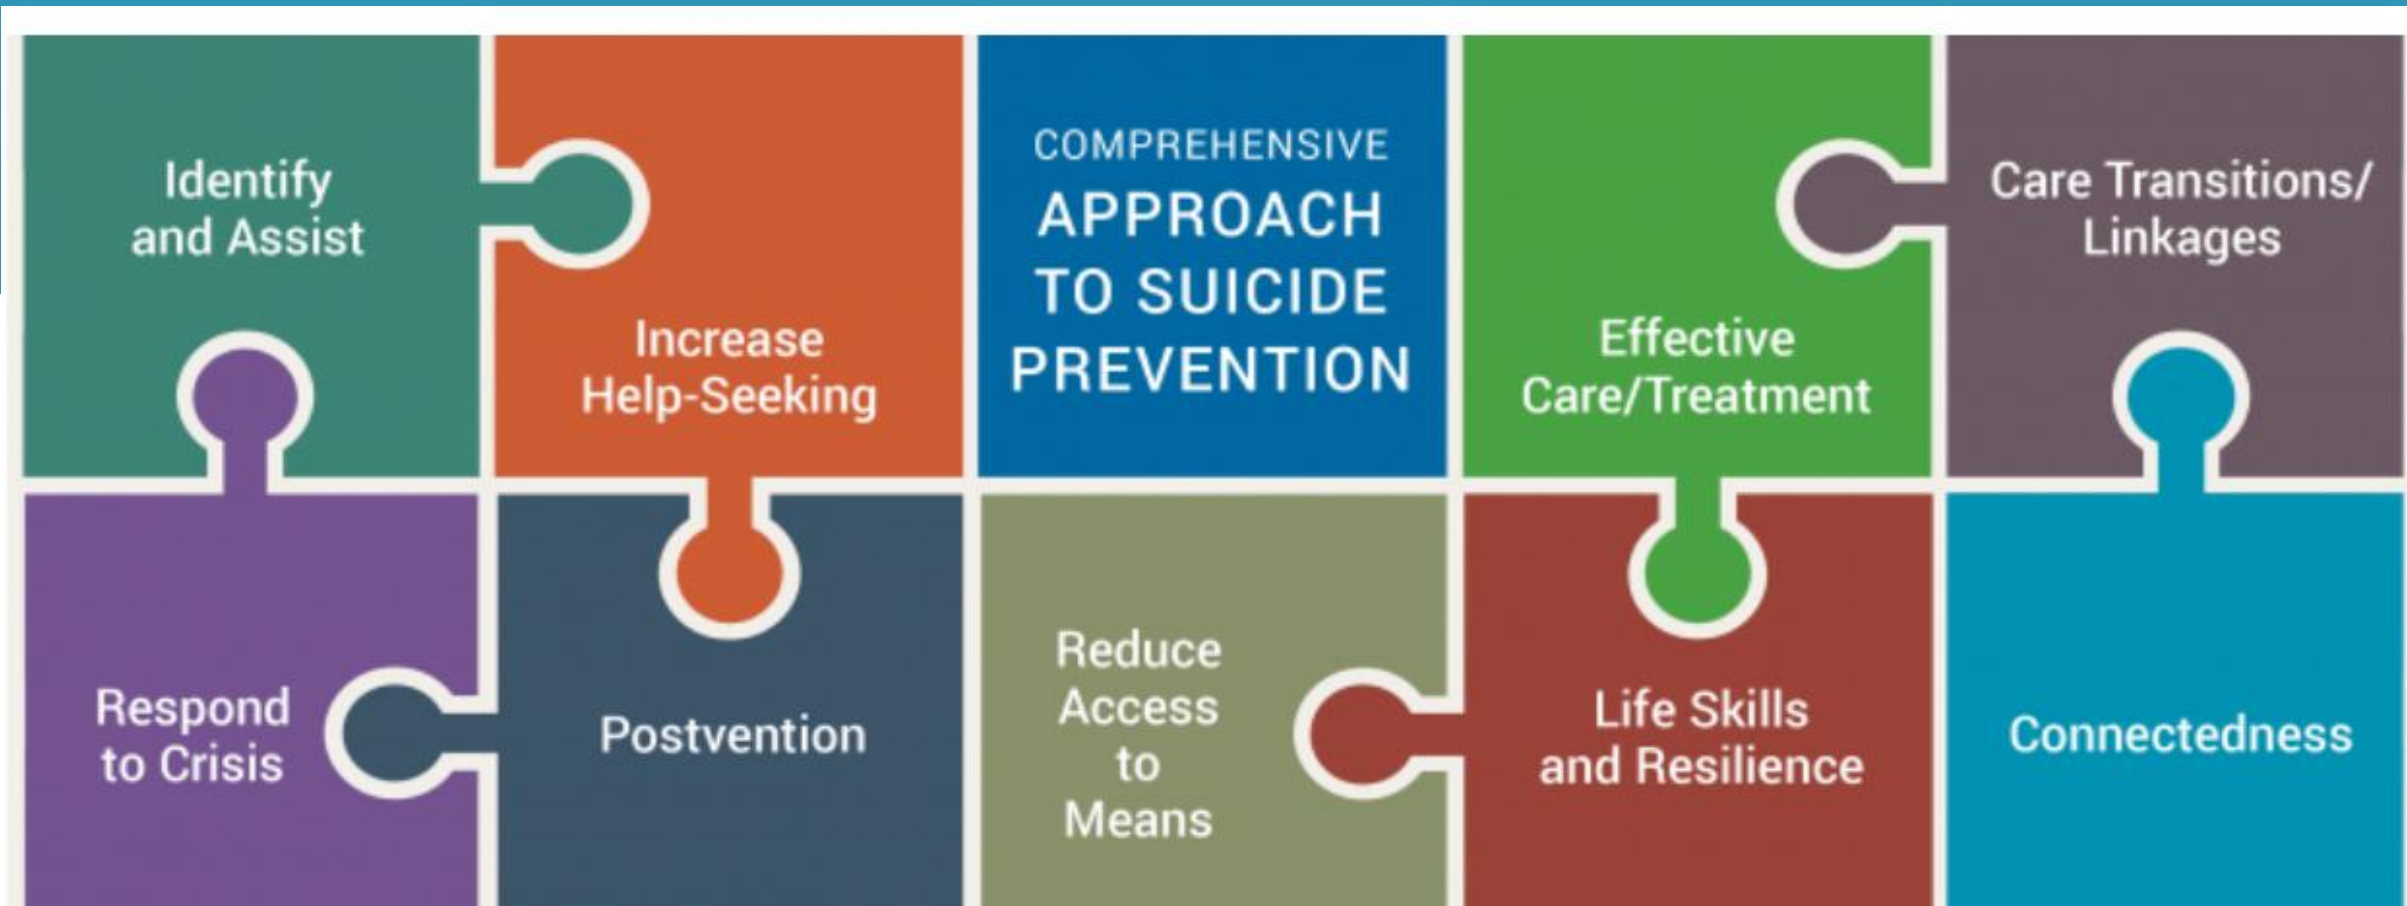 Identify
and Assist
Increase
Help-Seeking
COMPREHENSIVE
APPROACH
TO SUICIDE
PREVENTION
Effective
Care/Treatment
Care Transitions/
Linkages
Respond
to Crisis
Postvention
Reduce
Access
to
Means
Life Skills
and Resilience
Connectedness